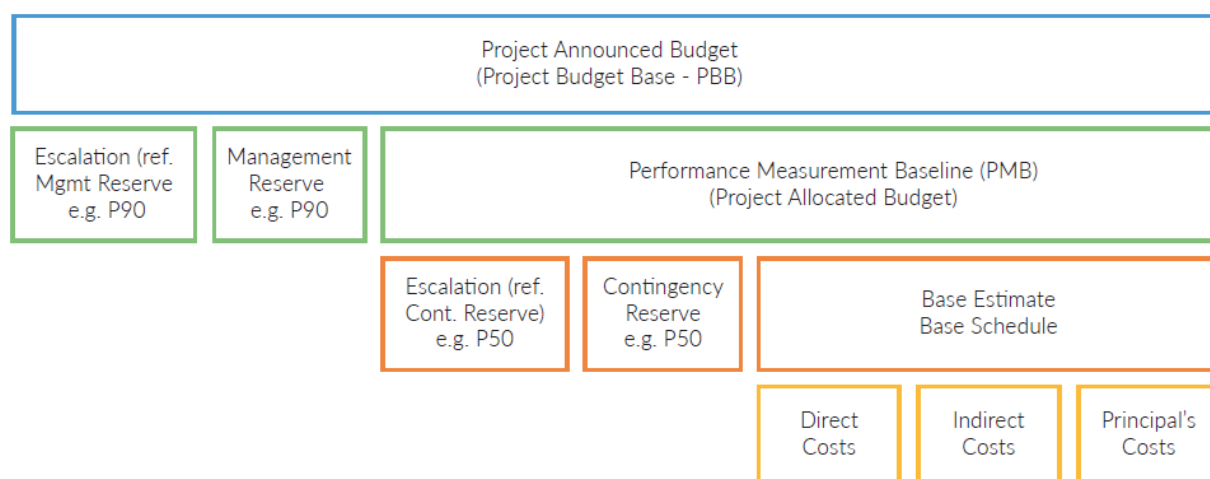 Project Announced Budget
(Project Budget Base - PBB)
Escalation (ref.
Mgmt Reserve
e.g. P90
Management
Reserve
e.g. P90
Performance Measurement Baseline (PMB)
(Project Allocated Budget)
Escalation (ref.
Cont. Reserve)
e.g. P50
Contingency
Reserve
e.g. P50
Base Estimate
Base Schedule
Direct
Costs
Indirect
Costs
Principal's
Costs